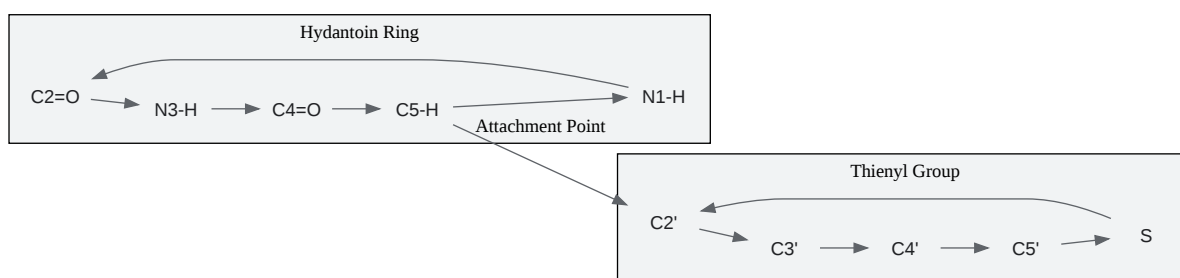 Hydantoin Ring
C2=O
N3-H
C4=O
C5-H
N1-H
Attachment Point
Thienyl Group
C2'
C3'
C4'
C5'
S